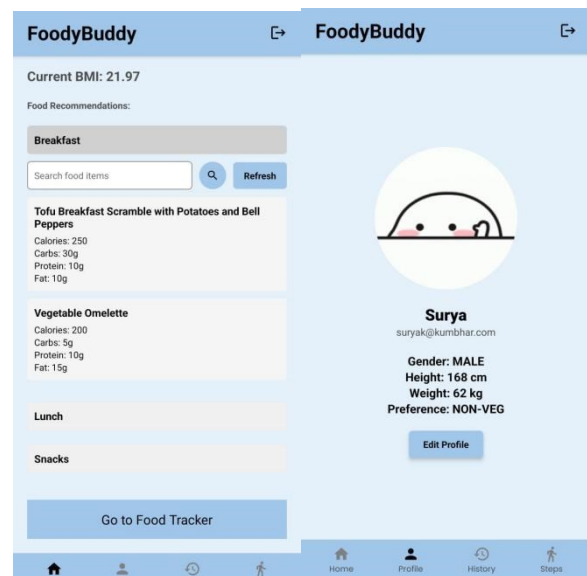 FoodyBuddy
Current BMI: 21.97
Food Recommendations:
Breakfast
Search food items
Refresh
Tofu Breakfast Scramble with Potatoes and Bell
Peppers
Calories: 250
Carbs: 30g
Protein: 10g
Fat: 10g
Vegetable Omelette
Calories: 200
Carbs: 5g
Protein: 10g
Fat: 15g
Lunch
Snacks
Go to Food Tracker
FoodyBuddy
Surya
suryak@kumbhar.com
Gender: MALE
Height: 168 cm
Weight: 62 kg
Preference: NON-VEG
Edit Profile
Home Profile History Steps